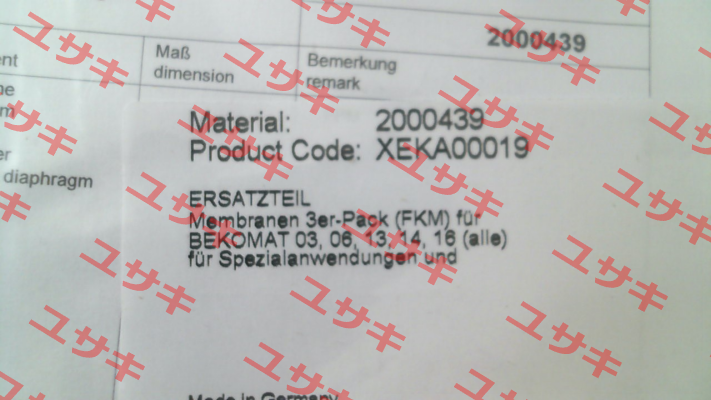 2000439
Maß
dimension
Bemerkung
remark
diaphragm
Material: 2000439
Product Code: XEKA00019
ERSATZTEIL
Membranen 3er-Pack (FKM) für
BEKOMAT 03, 06, 13, 14, 16 (alle)
für Spezialanwendungen und
Made in Germany
ユサキ